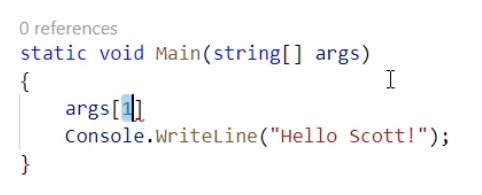 0 references
static void Main(string[] args)
{
args[1]
Console.WriteLine("Hello Scott!");
}